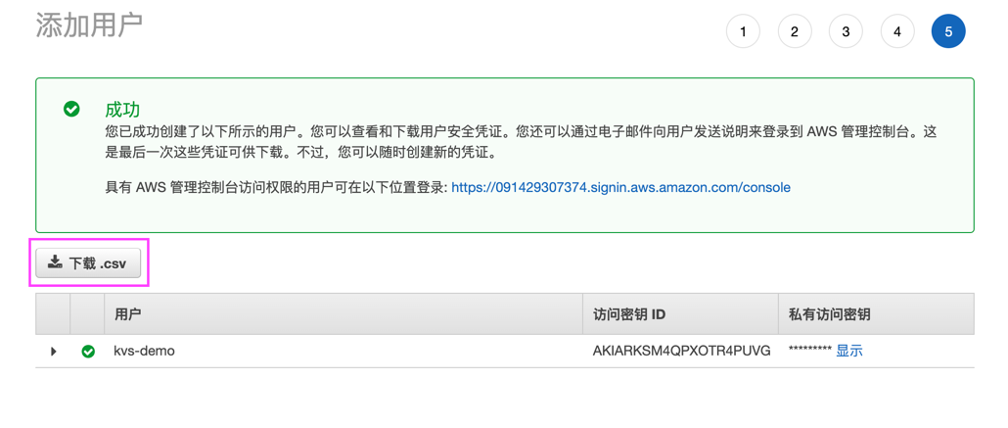 添加用户
1 2 3 4 5
成功
您已成功创建了以下所示的用户。您可以查看和下载用户安全凭证。您还可以通过电子邮件向用户发送说明来登录到 AWS 管理控制台。这
是最后一次这些凭证可供下载。不过，您可以随时创建新的凭证。
具有 AWS 管理控制台访问权限的用户可在以下位置登录: https://091429307374.signin.aws.amazon.com/console
下载 .csv
用户 访问密钥 ID 私有访问密钥
kvs-demo AKIARKSM4QPXOTR4PUVG ********* 显示